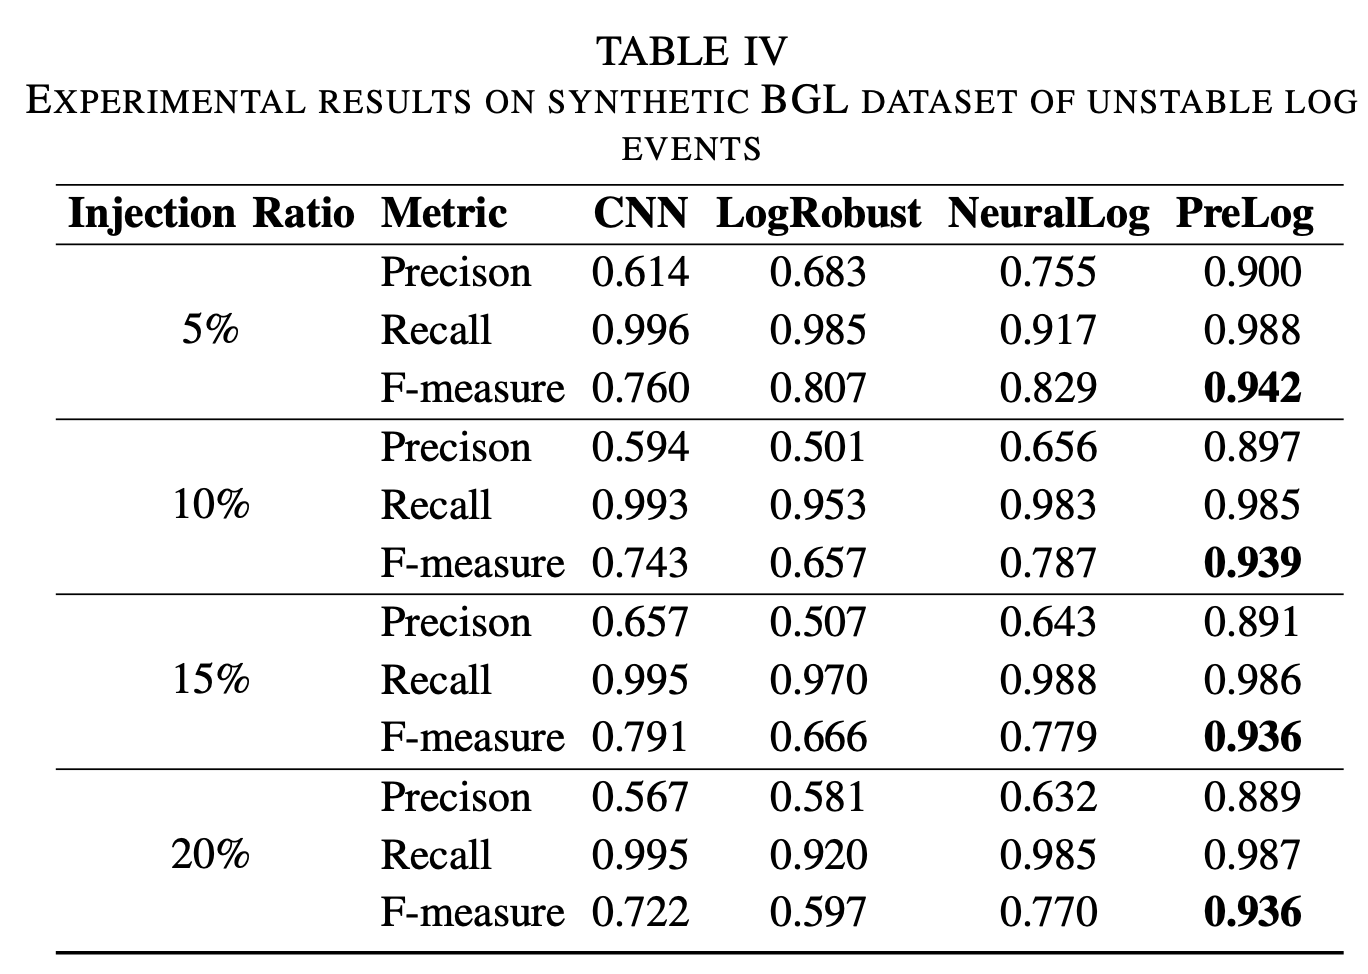 TABLE IV
EXPERIMENTAL RESULTS ON SYNTHETIC BGL DATASET OF UNSTABLE LOG
EVENTS
Injection Ratio Metric CNN LogRobust NeuralLog PreLog
Precison 0.614 0.683 0.755 0.900
5% Recall 0.996 0.985 0.917 0.988
F-measure 0.760 0.807 0.829 0.942
Precison 0.594 0.501 0.656 0.897
10% Recall 0.993 0.953 0.983 0.985
F-measure 0.743 0.657 0.787 0.939
Precison 0.657 0.507 0.643 0.891
15% Recall 0.995 0.970 0.988 0.986
F-measure 0.791 0.666 0.779 0.936
Precison 0.567 0.581 0.632 0.889
20% Recall 0.995 0.920 0.985 0.987
F-measure 0.722 0.597 0.770 0.936